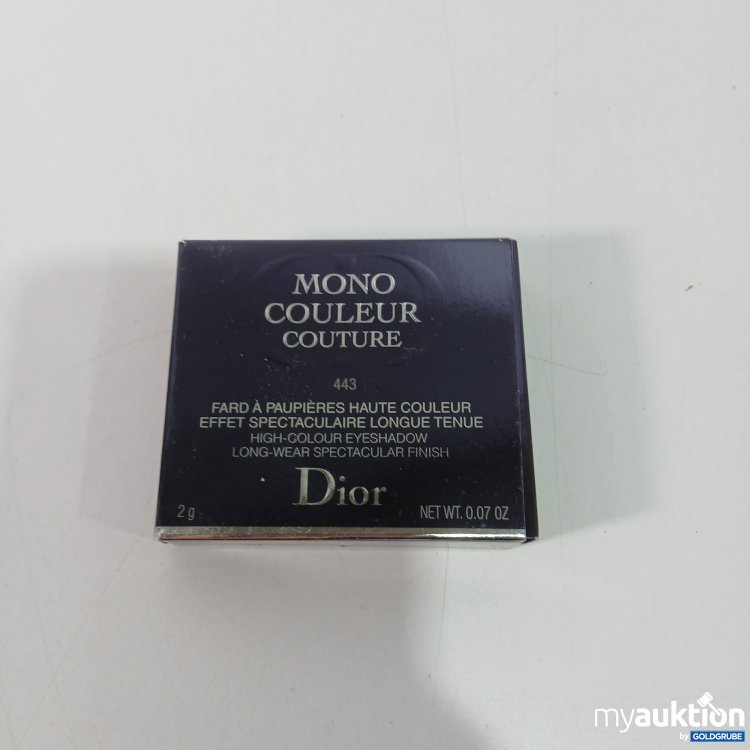 MONO
COULEUR
COUTURE
443
FARD À PAUPIÈRES HAUTE COULEUR
EFFET SPECTACULAIRE LONGUE TENUE
HIGH-COLOUR EYESHADOW
LONG-WEAR SPECTACULAR FINISH
Dior
2 g NET WT. 0.07 OZ
myauktion
by GOLDGRUBE